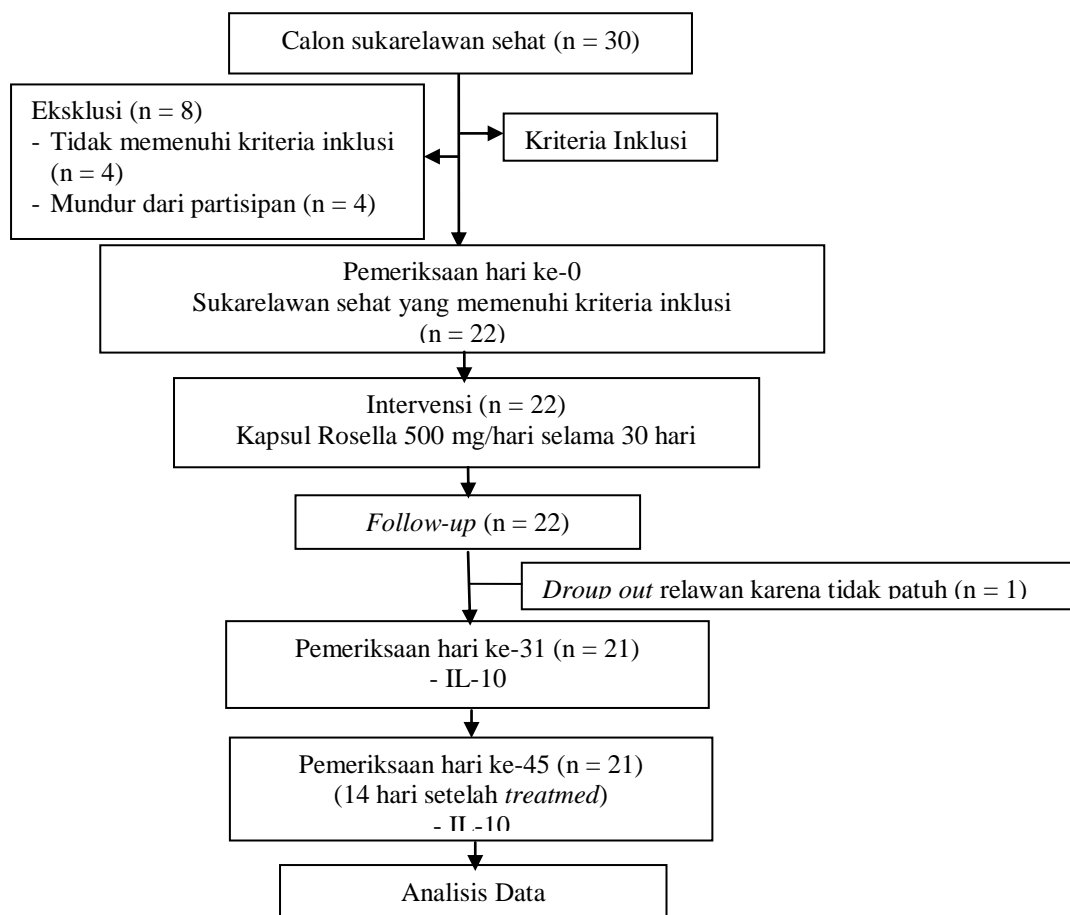 Calon sukarelawan sehat (n = 30)
Eksklusi (n = 8)
- Tidak memenuhi kriteria inklusi
(n = 4)
- Mundur dari partisipan (n = 4)
Kriteria Inklusi
Pemeriksaan hari ke-0
Sukarelawan sehat yang memenuhi kriteria inklusi
(n = 22)
Intervensi (n = 22)
Kapsul Rosella 500 mg/hari selama 30 hari
Follow-up (n = 22)
Droup out relawan karena tidak patuh (n = 1)
Pemeriksaan hari ke-31 (n = 21)
- IL-10
Pemeriksaan hari ke-45 (n = 21)
(14 hari setelah treatmed)
- IL-10
Analisis Data